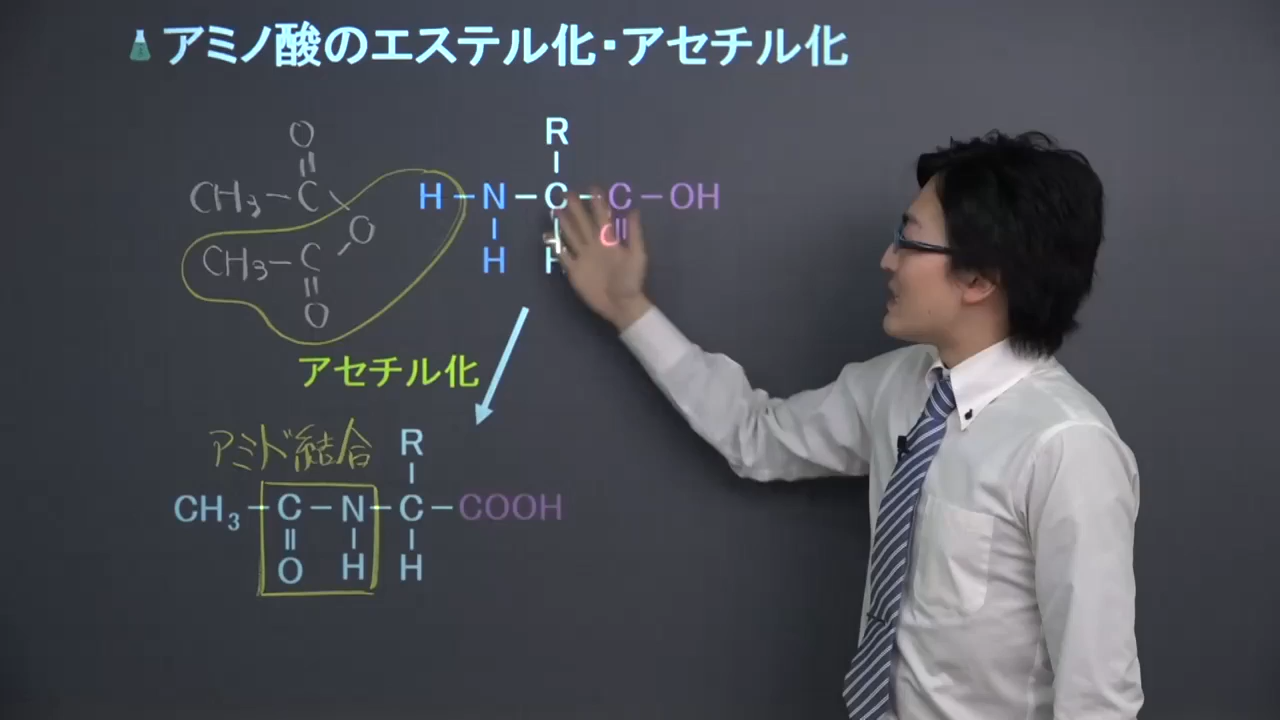 アミノ酸のエステル化・アセチル化
O
CH3-C
O
CH3-C
O
R
H-N-C-C-OH
H H O
アセチル化
アミド結合
R
CH3-C-N-C-COOH
O H H